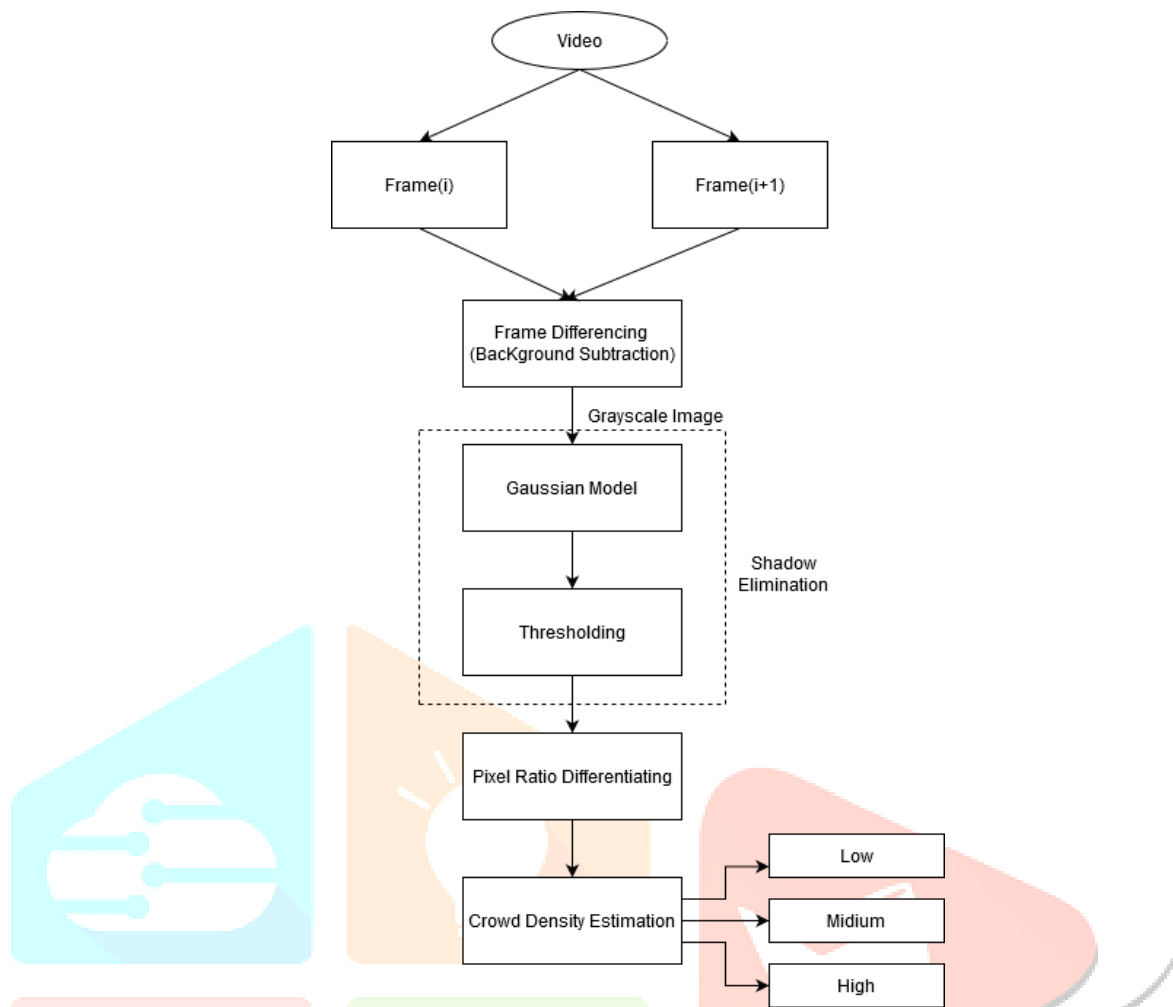 Video
Frame(i)
Frame(i+1)
Frame Differencing
(BacKground Subtraction)
Grayscale Image
Gaussian Model
Shadow
Elimination
Thresholding
Pixel Ratio Differentiating
Low
Crowd Density Estimation
Midium
High